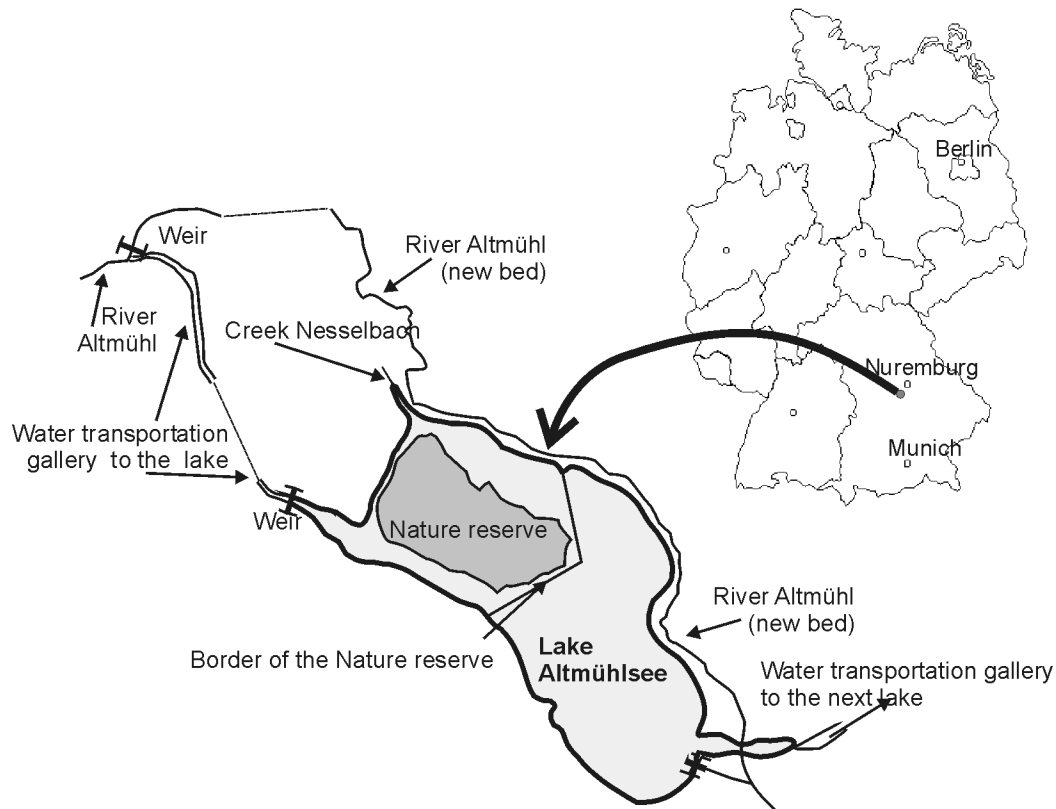 Berlin
Weir
River Altmühl
(new bed)
River
Altmühl
Creek Nesselbach
Nuremburg
Water transportation
gallery to the lake
Munich
Weir
Nature reserve
River Altmühl
(new bed)
Border of the Nature reserve
Lake
Altmühlsee
Water transportation gallery
to the next lake